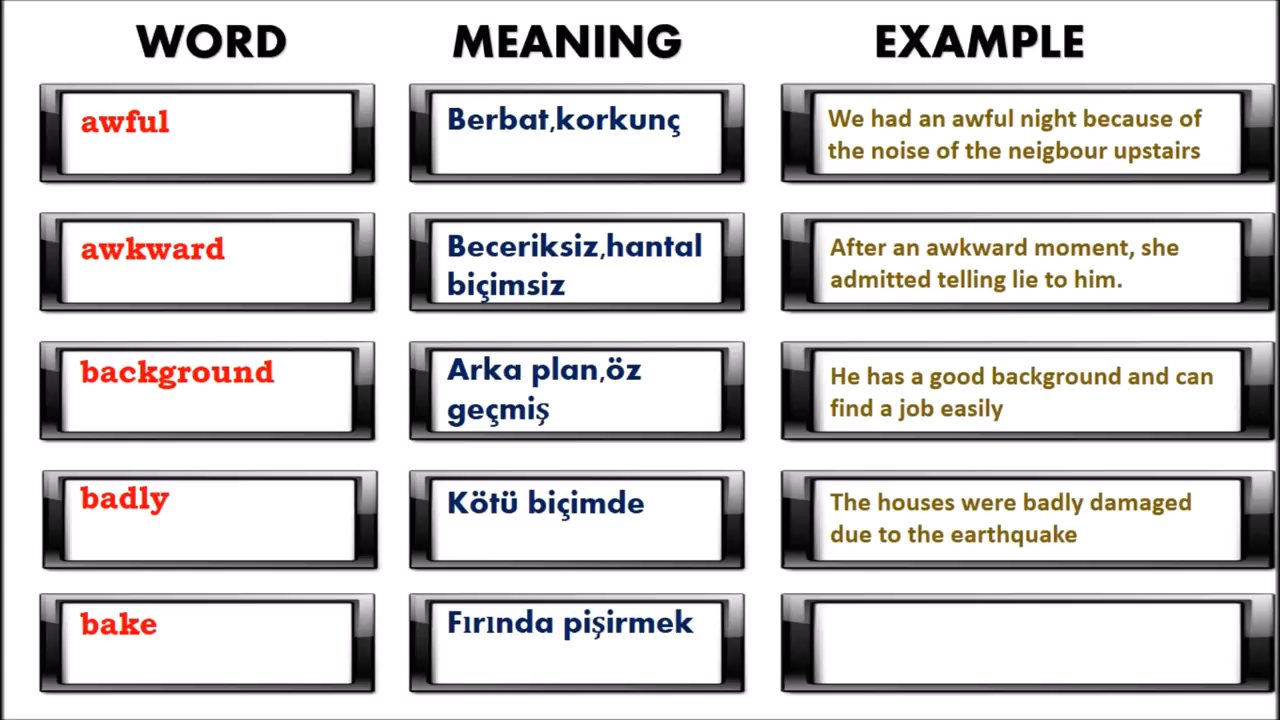 WORD MEANING EXAMPLE
awful
Berbat,korkunç
We had an awful night because of
the noise of the neigbour upstairs
awkward
Beceriksiz,hantal
biçimsiz
After an awkward moment, she
admitted telling lie to him.
background
Arka plan,öz
geçmiş
He has a good background and can
find a job easily
badly
Kötü biçimde
The houses were badly damaged
due to the earthquake
bake
Fırında pişirmek